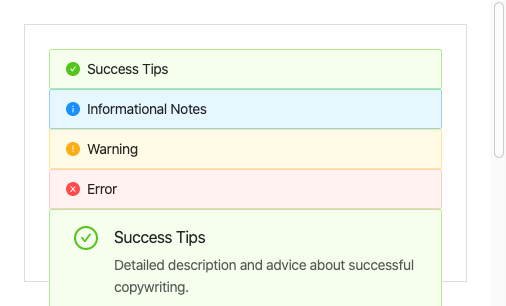 Success Tips
Informational Notes
Warning
Error
Success Tips
Detailed description and advice about successful
copywriting.